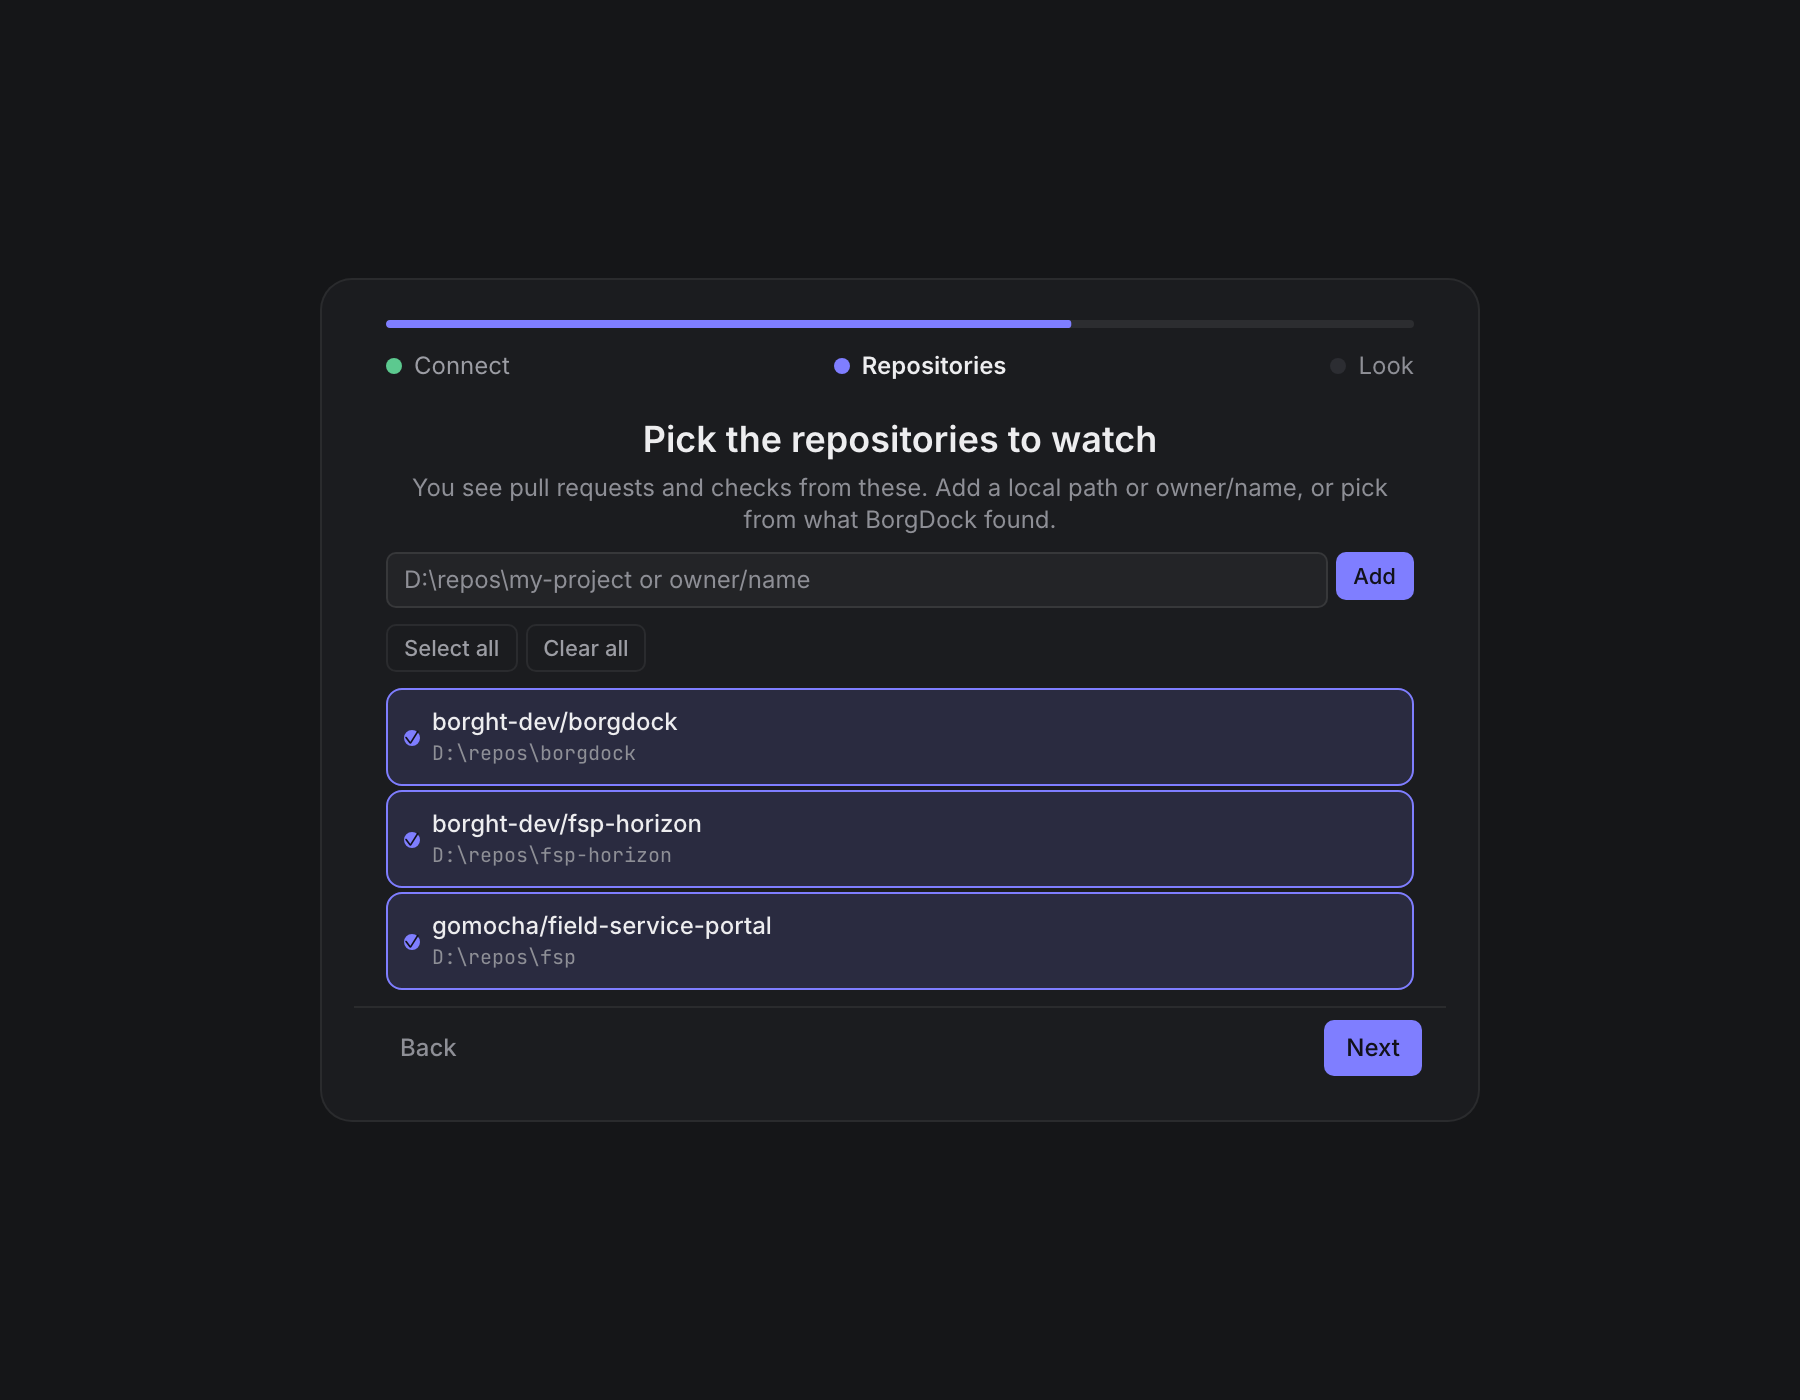 Connect
Repositories
Look
Pick the repositories to watch
You see pull requests and checks from these. Add a local path or owner/name, or pick
from what BorgDock found.
D:\repos\my-project or owner/name
Add
Select all
Clear all
borght-dev/borgdock
D:\repos\borgdock
borght-dev/fsp-horizon
D:\repos\fsp-horizon
gomocha/field-service-portal
D:\repos\fsp
Back
Next